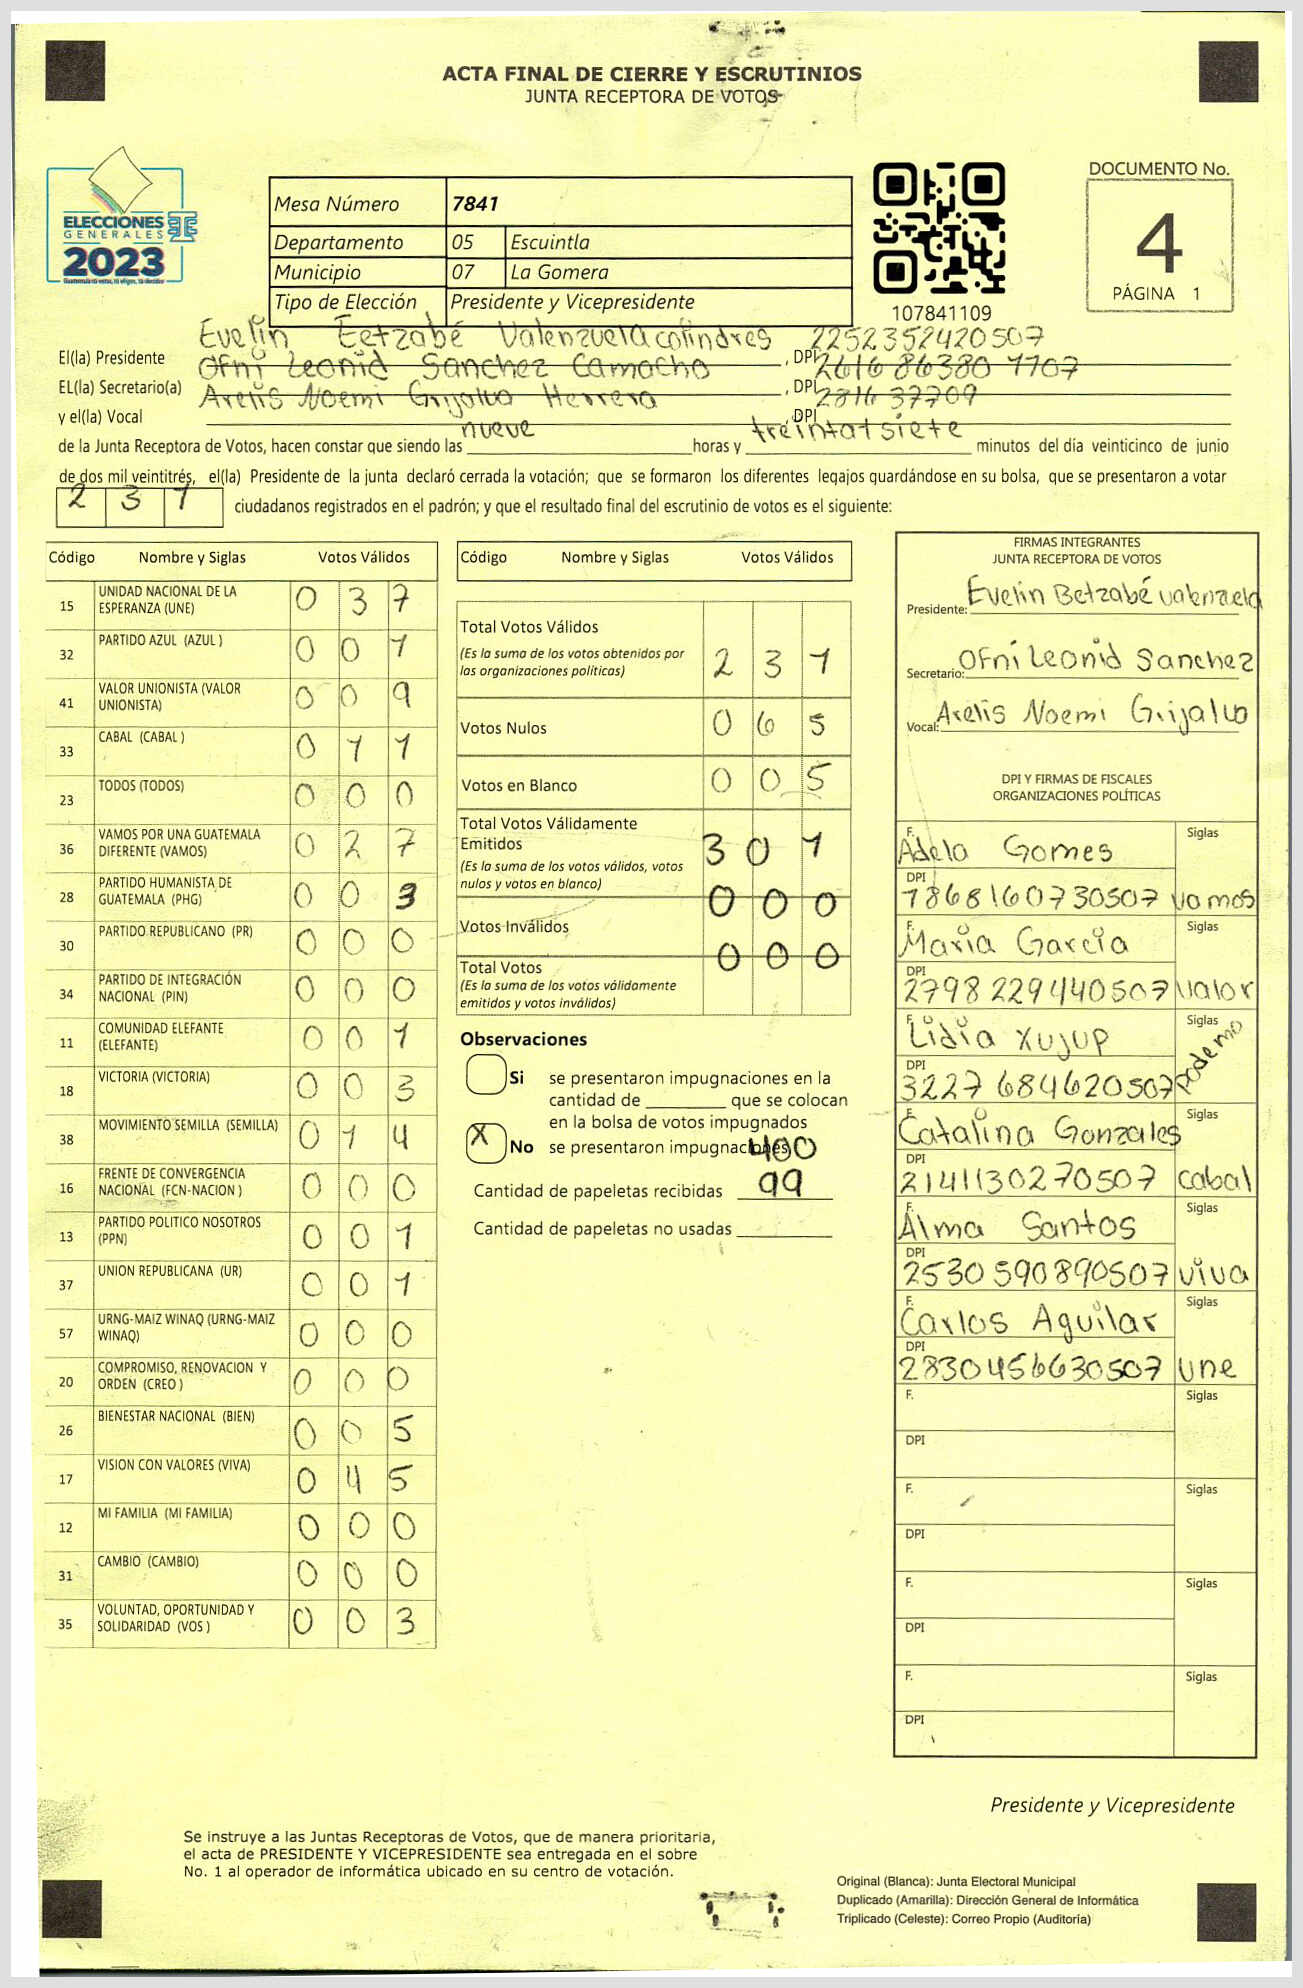 ACTA FINAL DE CIERRE Y ESCRUTINIOS
JUNTA RECEPTORA DE VOTOS
ELECCIONES
GENERALES
2023
Mesa Número 7841
Departamento 05 Escuintla
Municipio 07 La Gomera
Tipo de Elección Presidente y Vicepresidente
107841109
DOCUMENTO No.
4
PÁGINA 1
Evelin Eetzabé Valenzuela colindres 2252352420507
El(la) Presidente , DPI
Ofni Leonid Sanchez Camacho 2616863801707
EL(la) Secretario(a) , DPI
Arelis Noemi Grijalvo Herrera 281637709
y el(la) Vocal , DPI
nueve treintatsiete
de la Junta Receptora de Votos, hacen constar que siendo las horas y minutos del día veinticinco de junio
de dos mil veintitrés, el(la) Presidente de la junta declaró cerrada la votación; que se formaron los diferentes legajos guardándose en su bolsa, que se presentaron a votar
2 3 1 ciudadanos registrados en el padrón; y que el resultado final del escrutinio de votos es el siguiente:
Código Nombre y Siglas Votos Válidos
15 UNIDAD NACIONAL DE LA
ESPERANZA (UNE) 0 3 7
32 PARTIDO AZUL (AZUL ) 0 0 1
41 VALOR UNIONISTA (VALOR
UNIONISTA) 0 0 9
33 CABAL (CABAL ) 0 1 1
23 TODOS (TODOS) 0 0 0
36 VAMOS POR UNA GUATEMALA
DIFERENTE (VAMOS) 0 2 7
28 PARTIDO HUMANISTA DE
GUATEMALA (PHG) 0 0 3
30 PARTIDO REPUBLICANO (PR) 0 0 0
34 PARTIDO DE INTEGRACIÓN
NACIONAL (PIN) 0 0 0
11 COMUNIDAD ELEFANTE
(ELEFANTE) 0 0 1
18 VICTORIA (VICTORIA) 0 0 3
38 MOVIMIENTO SEMILLA (SEMILLA) 0 1 4
16 FRENTE DE CONVERGENCIA
NACIONAL (FCN-NACION ) 0 0 0
13 PARTIDO POLITICO NOSOTROS
(PPN) 0 0 1
37 UNION REPUBLICANA (UR) 0 0 1
57 URNG-MAIZ WINAQ (URNG-MAIZ
WINAQ) 0 0 0
20 COMPROMISO, RENOVACION Y
ORDEN (CREO ) 0 0 0
26 BIENESTAR NACIONAL (BIEN) 0 0 5
17 VISION CON VALORES (VIVA) 0 4 5
12 MI FAMILIA (MI FAMILIA) 0 0 0
31 CAMBIO (CAMBIO) 0 0 0
35 VOLUNTAD, OPORTUNIDAD Y
SOLIDARIDAD (VOS ) 0 0 3
Código Nombre y Siglas Votos Válidos
Total Votos Válidos
(Es la suma de los votos obtenidos por
las organizaciones políticas) 2 3 1
Votos Nulos 0 6 5
Votos en Blanco 0 0 5
Total Votos Válidamente
Emitidos 3 0 1
(Es la suma de los votos válidos, votos
nulos y votos en blanco)
0 0 0
Votos Inválidos
0 0 0
Total Votos
(Es la suma de los votos válidamente
emitidos y votos inválidos)
Observaciones
Si se presentaron impugnaciones en la
cantidad de que se colocan
en la bolsa de votos impugnados
X No se presentaron impugnaciones
400
Cantidad de papeletas recibidas 99
Cantidad de papeletas no usadas
FIRMAS INTEGRANTES
JUNTA RECEPTORA DE VOTOS
Presidente: Evelin Betzabé valenzuela
Secretario: Ofni Leonid Sanchez
Vocal: Arelis Noemi Grijalvo
DPI Y FIRMAS DE FISCALES
ORGANIZACIONES POLÍTICAS
F. Adela Gomes Siglas
DPI 1868160730507 vamos
F. Maria Garcia Siglas
DPI 2798229440507 valor
F. Lidia Xujup Siglas
DPI 3227684620507 Podemo
F. Catalina Gonzales Siglas
DPI 2141130270507 cabal
F. Alma Santos Siglas
DPI 2530590890507 viva
F. Carlos Aguilar Siglas
DPI 2830456630507 une
F. Siglas
DPI
F. Siglas
DPI
F. Siglas
DPI
F. Siglas
DPI
Presidente y Vicepresidente
Se instruye a las Juntas Receptoras de Votos, que de manera prioritaria,
el acta de PRESIDENTE Y VICEPRESIDENTE sea entregada en el sobre
No. 1 al operador de informática ubicado en su centro de votación.
Original (Blanca): Junta Electoral Municipal
Duplicado (Amarilla): Dirección General de Informática
Triplicado (Celeste): Correo Propio (Auditoría)